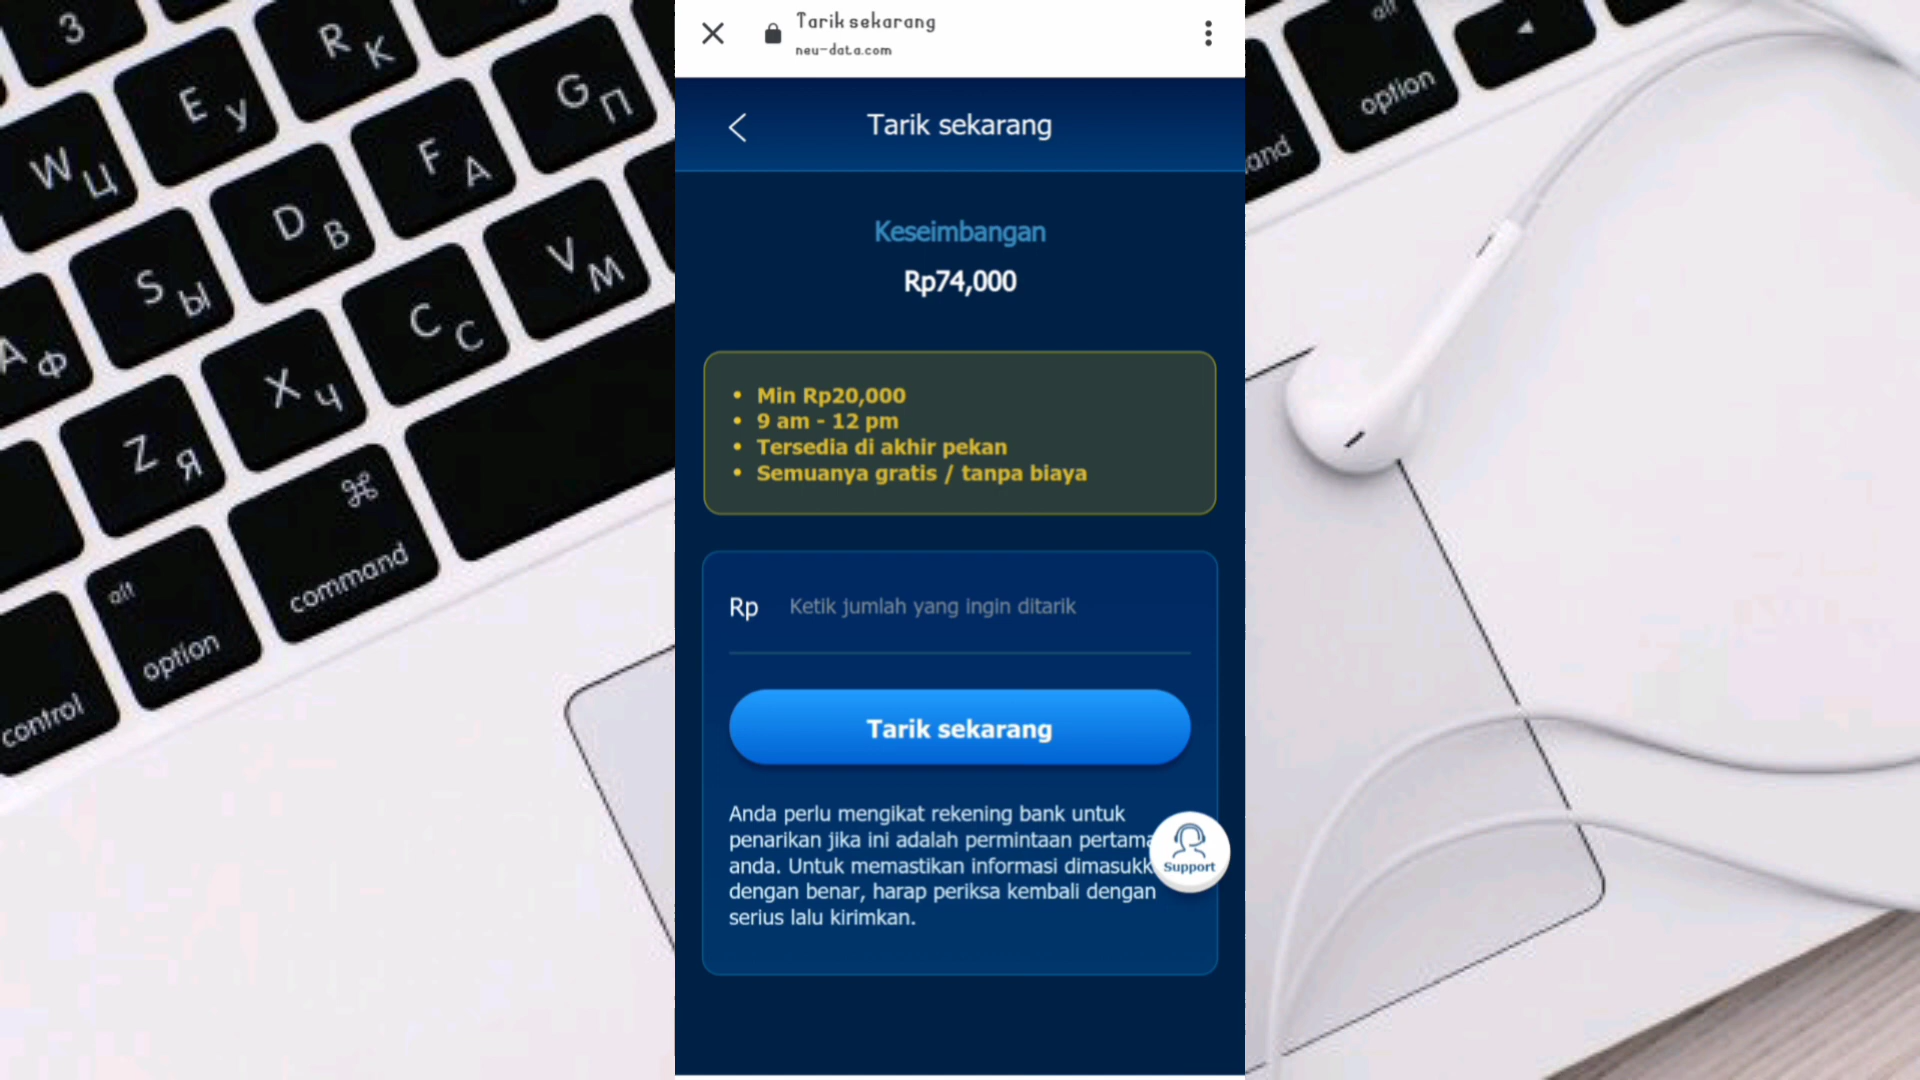 Tarik sekarang
neu-data.com
Tarik sekarang
Keseimbangan
Rp74,000
• Min Rp20,000
• 9 am - 12 pm
• Tersedia di akhir pekan
• Semuanya gratis / tanpa biaya
Rp Ketik jumlah yang ingin ditarik
Tarik sekarang
Anda perlu mengikat rekening bank untuk
penarikan jika ini adalah permintaan pertama
anda. Untuk memastikan informasi dimasukk
dengan benar, harap periksa kembali dengan
serius lalu kirimkan.
Support
3
W Ц
E У
R К
A Ф
S Ы
D В
F А
G П
Z Я
X Ч
C С
V М
control
alt
option
⌘
command
and
alt
option